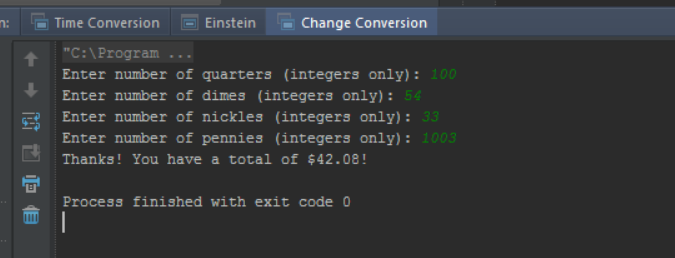 n: Time Conversion Einstein Change Conversion
"C:\Program ...
Enter number of quarters (integers only): 100
Enter number of dimes (integers only): 54
Enter number of nickles (integers only): 33
Enter number of pennies (integers only): 1003
Thanks! You have a total of $42.08!
Process finished with exit code 0